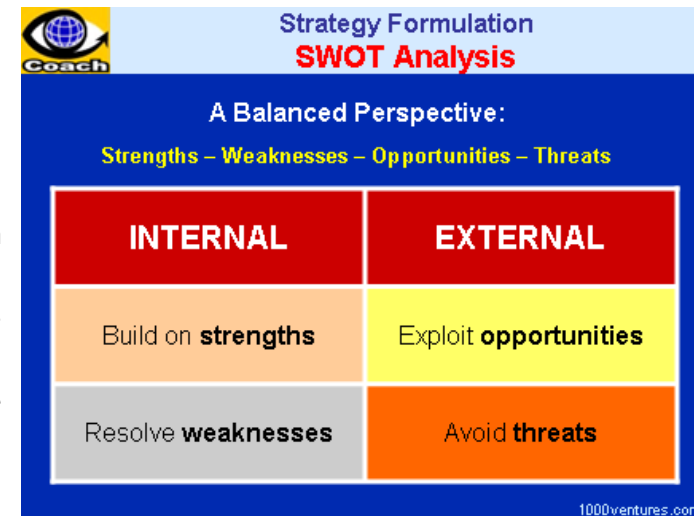 Coach
Strategy Formulation
SWOT Analysis
A Balanced Perspective:
Strengths – Weaknesses – Opportunities – Threats
INTERNAL
EXTERNAL
Build on strengths
Exploit opportunities
Resolve weaknesses
Avoid threats
1000ventures.com